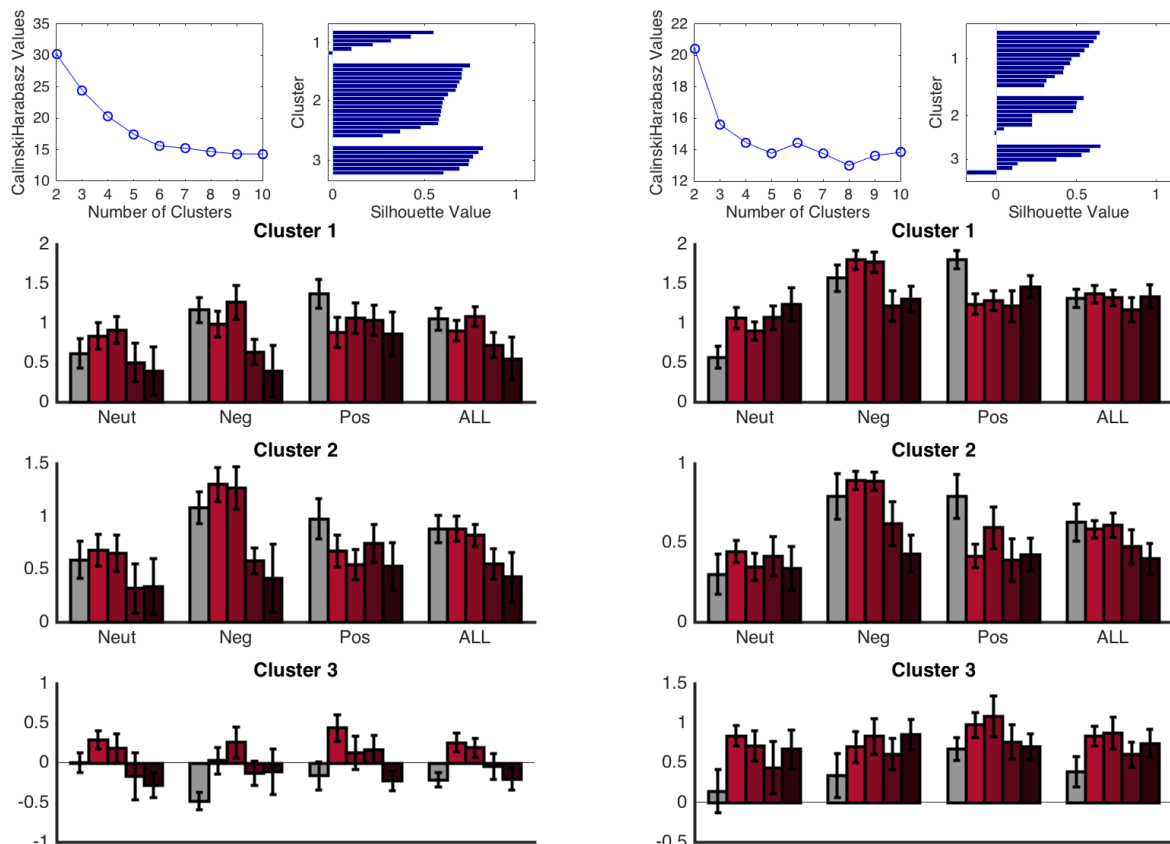 CalinskiHarabasz Values
35
30
25
20
15
10
2 3 4 5 6 7 8 9 10
Number of Clusters
Cluster
1
2
3
0 0.5 1
Silhouette Value
CalinskiHarabasz Values
22
20
18
16
14
12
2 3 4 5 6 7 8 9 10
Number of Clusters
Cluster
1
2
3
0 0.5 1
Silhouette Value
Cluster 1
2
1.5
1
0.5
0
Neut Neg Pos ALL
Cluster 1
2
1.5
1
0.5
0
Neut Neg Pos ALL
Cluster 2
1.5
1
0.5
0
Neut Neg Pos ALL
Cluster 2
1
0.5
0
Neut Neg Pos ALL
Cluster 3
1
0.5
0
-0.5
-1
Cluster 3
1.5
1
0.5
0
-0.5